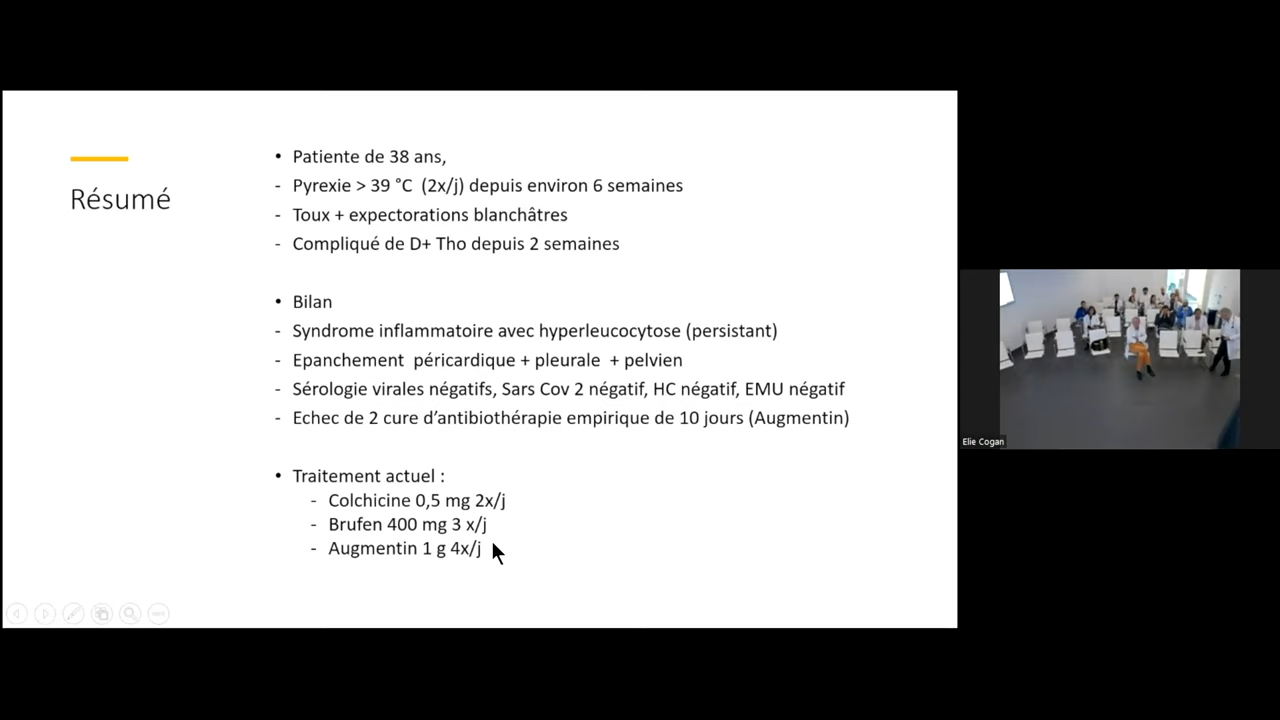 Résumé
• Patiente de 38 ans,
- Pyrexie > 39 °C (2x/j) depuis environ 6 semaines
- Toux + expectorations blanchâtres
- Compliqué de D+ Tho depuis 2 semaines
• Bilan
- Syndrome inflammatoire avec hyperleucocytose (persistant)
- Epanchement péricardique + pleurale + pelvien
- Sérologie virales négatifs, Sars Cov 2 négatif, HC négatif, EMU négatif
- Echec de 2 cure d’antibiothérapie empirique de 10 jours (Augmentin)
• Traitement actuel :
- Colchicine 0,5 mg 2x/j
- Brufen 400 mg 3 x/j
- Augmentin 1 g 4x/j
Elie Cogan